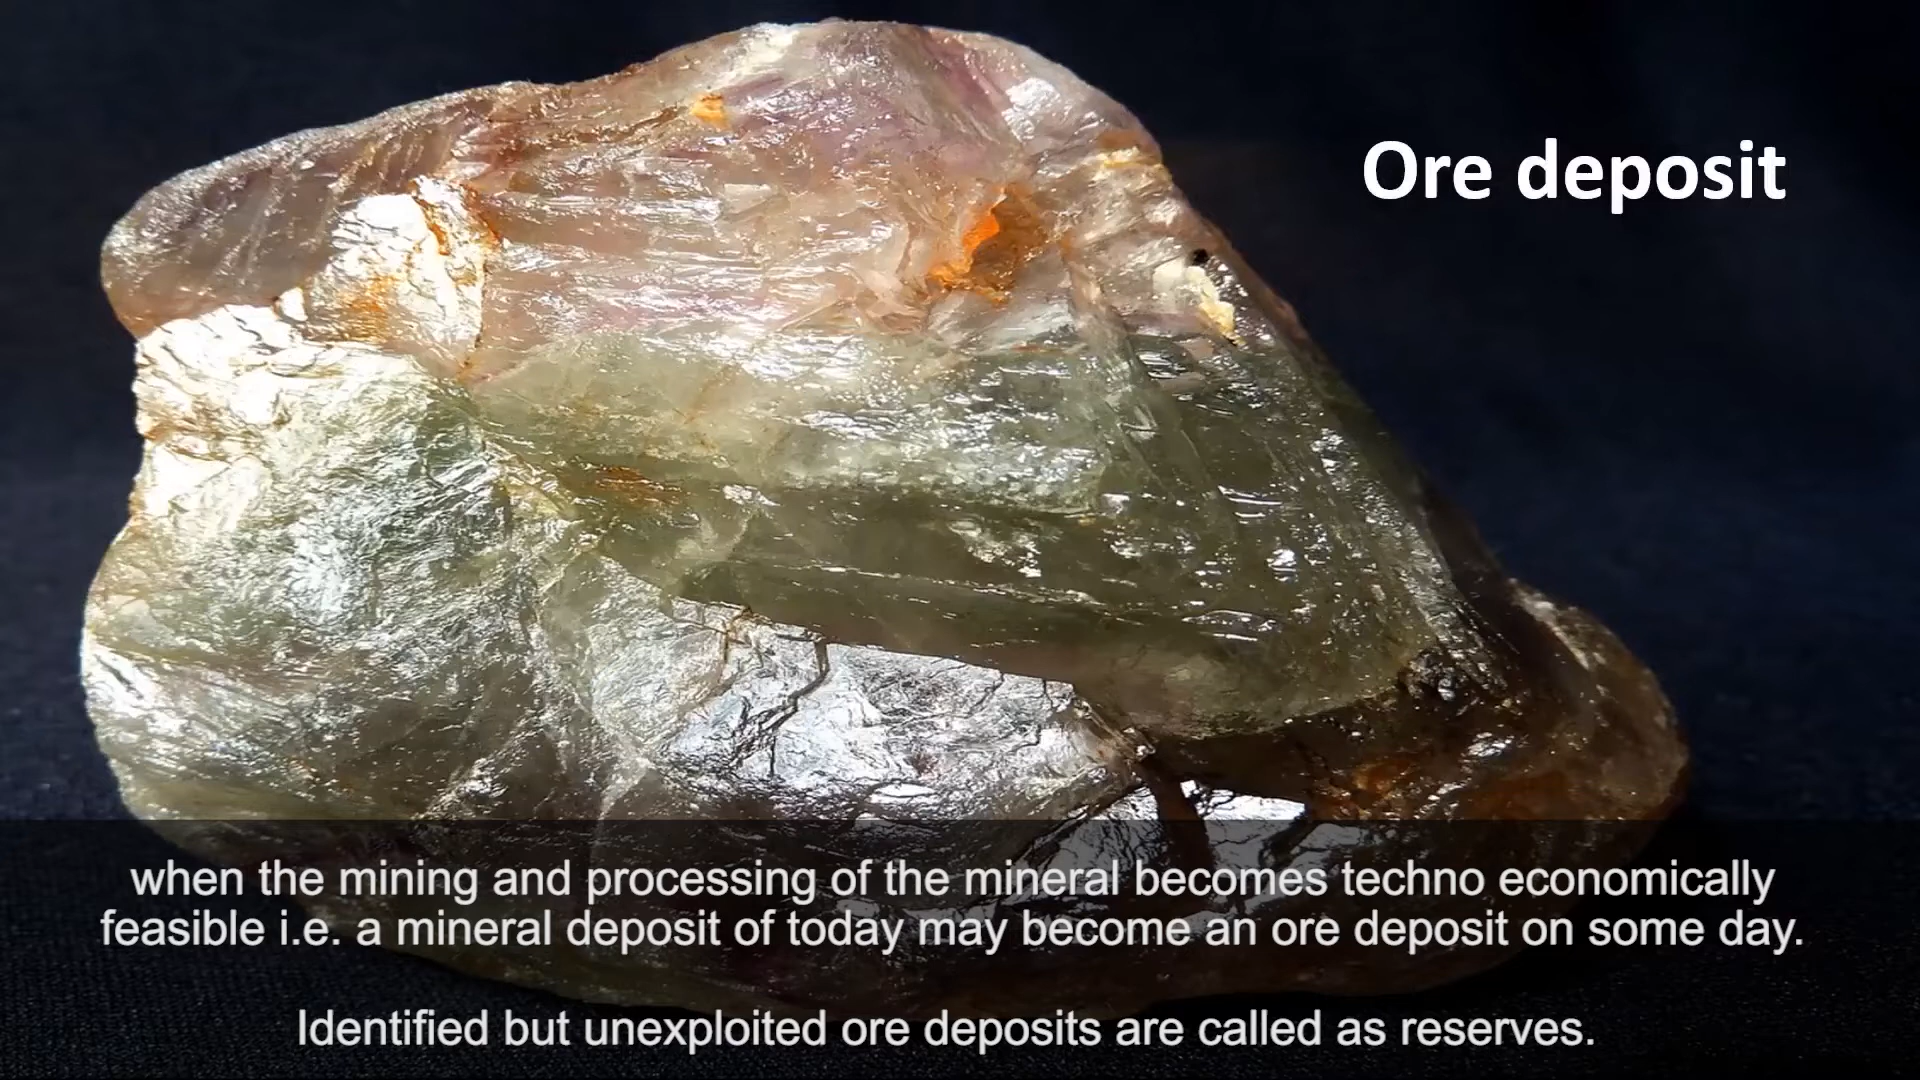 Ore deposit
when the mining and processing of the mineral becomes techno economically
feasible i.e. a mineral deposit of today may become an ore deposit on some day.
Identified but unexploited ore deposits are called as reserves.